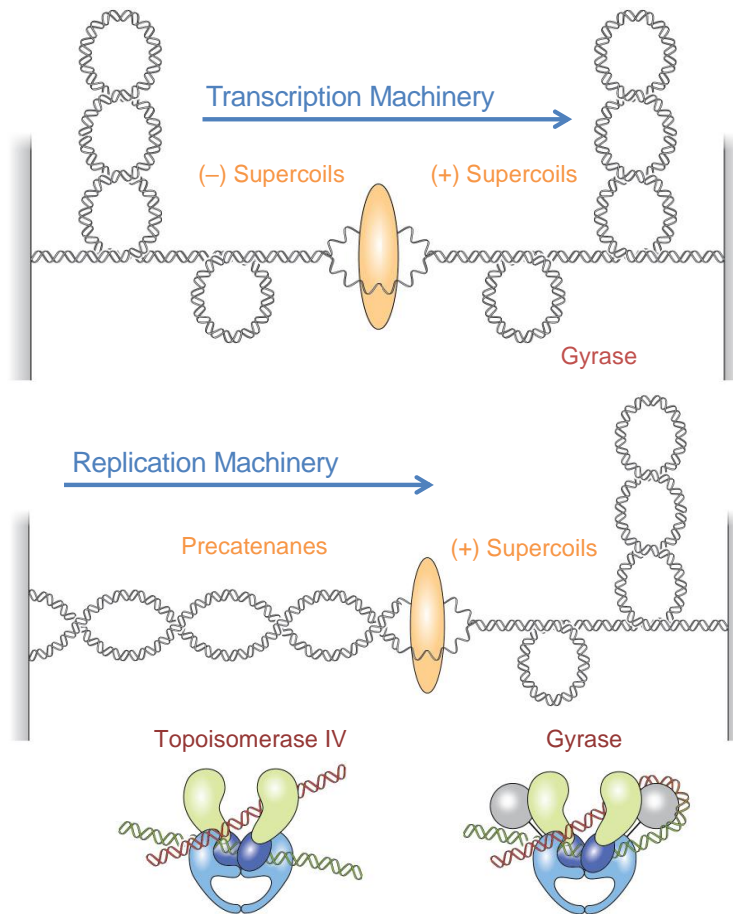 Transcription Machinery
(–) Supercoils
(+) Supercoils
Gyrase
Replication Machinery
Precatenanes
(+) Supercoils
Topoisomerase IV
Gyrase